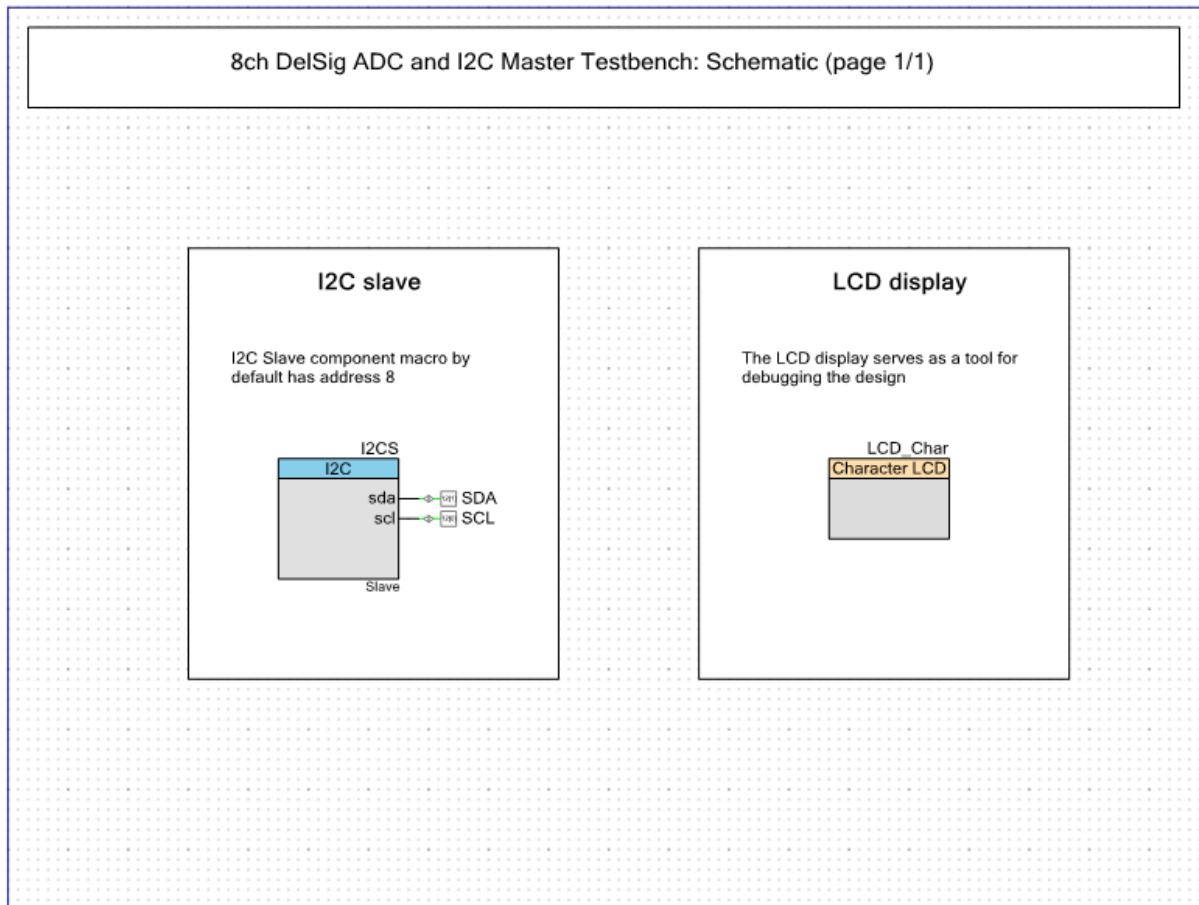 8ch DelSig ADC and I2C Master Testbench: Schematic (page 1/1)
I2C slave
I2C Slave component macro by
default has address 8
I2CS
I2C
sda
SDA
scl
SCL
Slave
LCD display
The LCD display serves as a tool for
debugging the design
LCD_Char
Character LCD